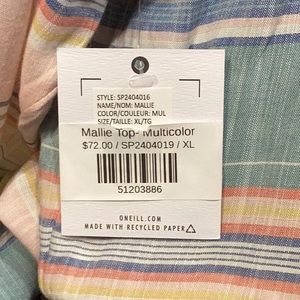 STYLE: SP2404016
NAME/NOM: MALLIE
COLOR/COULEUR: MUL
SIZE/TAILLE: XL/TG
Mallie Top- Multicolor
$72.00 / SP2404019 / XL
51203886
ONEILL.COM
MADE WITH RECYCLED PAPER